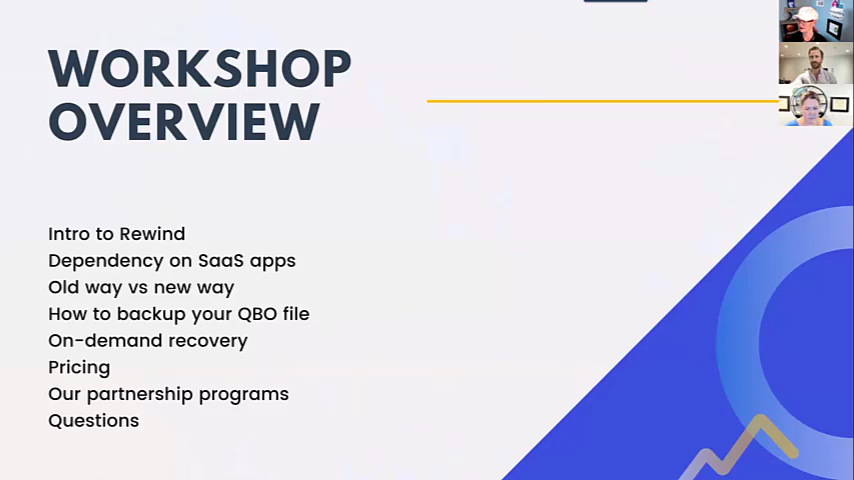 WORKSHOP
OVERVIEW
Intro to Rewind
Dependency on SaaS apps
Old way vs new way
How to backup your QBO file
On-demand recovery
Pricing
Our partnership programs
Questions